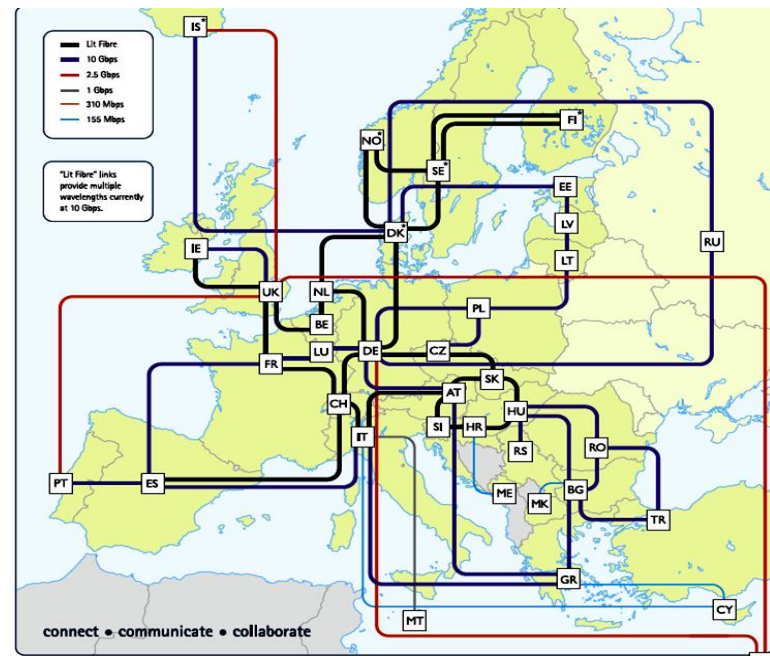 IS*
Lit Fibre
10 Gbps
2.5 Gbps
1 Gbps
310 Mbps
155 Mbps
"Lit Fibre" links
provide multiple
wavelengths currently
at 10 Gbps.
FI*
NO*
SE*
EE
LV
DK*
RU
IE
LT
UK
NL
PL
BE
LU
DE
CZ
FR
SK
AT
CH
HU
SI
HR
IT
RS
RO
PT
ES
ME
MK
BG
TR
GR
CY
MT
connect • communicate • collaborate